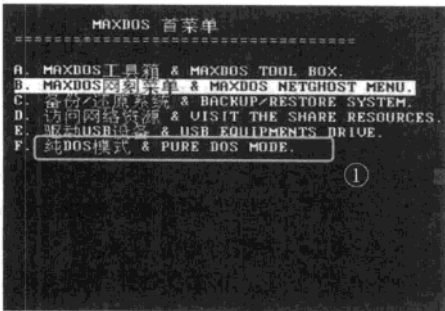 MAXDOS 首菜单
========================================
A. MAXDOS工具箱 & MAXDOS TOOL BOX.
B. MAXDOS网刻菜单 & MAXDOS NETGHOST MENU.
C. 备份/还原系统 & BACKUP/RESTORE SYSTEM.
D. 访问网络资源 & VISIT THE SHARE RESOURCES.
E. 驱动USB设备 & USB EQUIPMENTS DRIVE.
F. 纯DOS模式 & PURE DOS MODE.
①